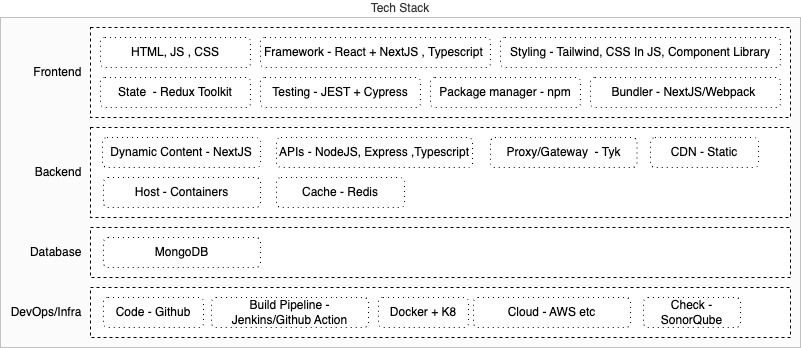 Tech Stack
Frontend
HTML, JS , CSS
Framework - React + NextJS , Typescript
Styling - Tailwind, CSS In JS, Component Library
State  - Redux Toolkit
Testing - JEST + Cypress
Package manager - npm
Bundler - NextJS/Webpack
Backend
Dynamic Content - NextJS
APIs - NodeJS, Express ,Typescript
Proxy/Gateway  - Tyk
CDN - Static
Host - Containers
Cache - Redis
Database
MongoDB
DevOps/Infra
Code - Github
Build Pipeline -
Jenkins/Github Action
Docker + K8
Cloud - AWS etc
Check -
SonorQube